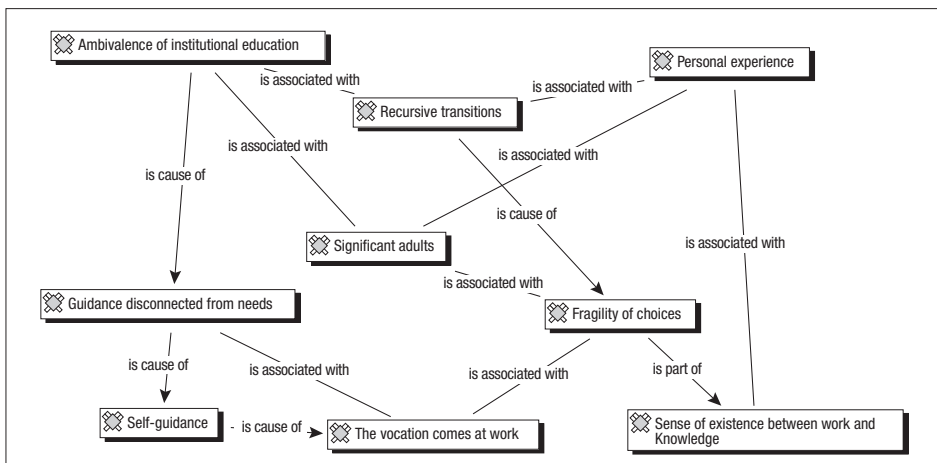 Ambivalence of institutional education
Personal experience
is associated with
is associated with
Recursive transitions
is associated with
is associated with
is cause of
is cause of
Significant adults
is associated with
is associated with
Guidance disconnected from needs
Fragility of choices
is cause of
is associated with
is associated with
is part of
Self-guidance
is cause of
The vocation comes at work
Sense of existence between work and
Knowledge